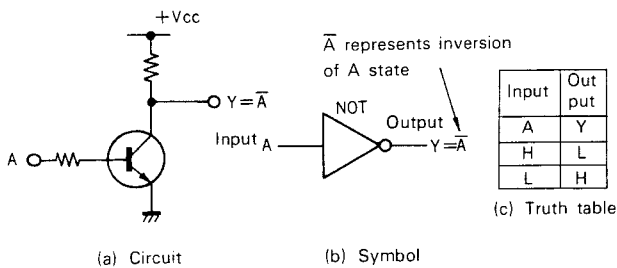 +Vcc
Y=A̅
A
(a) Circuit
A̅ represents inversion
of A state
NOT
Input A
Output
Y=A̅
(b) Symbol
Input
Out
put
A
Y
H
L
L
H
(c) Truth table